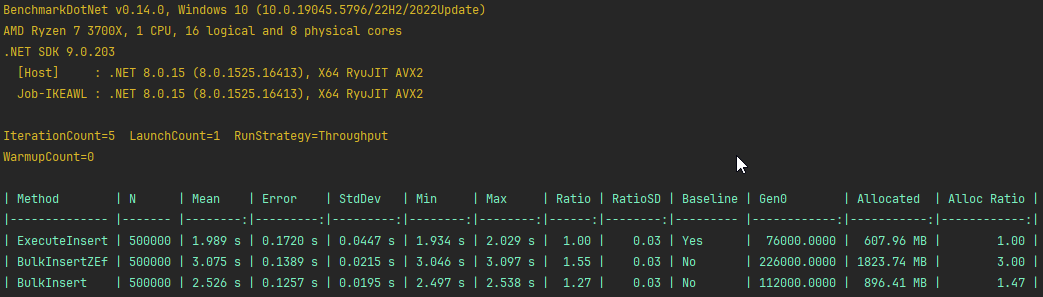 BenchmarkDotNet v0.14.0, Windows 10 (10.0.19045.5796/22H2/2022Update)
AMD Ryzen 7 3700X, 1 CPU, 16 logical and 8 physical cores
.NET SDK 9.0.203
  [Host]     : .NET 8.0.15 (8.0.1525.16413), X64 RyuJIT AVX2
  Job-IKEAWL : .NET 8.0.15 (8.0.1525.16413), X64 RyuJIT AVX2

IterationCount=5  LaunchCount=1  RunStrategy=Throughput
WarmupCount=0

| Method        | N      | Mean    | Error    | StdDev   | Min     | Max     | Ratio | RatioSD | Baseline | Gen0        | Allocated  | Alloc Ratio |
|-------------- |------- |--------:|---------:|---------:|--------:|--------:|------:|--------:|--------- |------------:|-----------:|------------:|
| ExecuteInsert | 500000 | 1.989 s | 0.1720 s | 0.0447 s | 1.934 s | 2.029 s |  1.00 |    0.03 | Yes      |  76000.0000 |  607.96 MB |        1.00 |
| BulkInsertZEf | 500000 | 3.075 s | 0.1389 s | 0.0215 s | 3.046 s | 3.097 s |  1.55 |    0.03 | No       | 226000.0000 | 1823.74 MB |        3.00 |
| BulkInsert    | 500000 | 2.526 s | 0.1257 s | 0.0195 s | 2.497 s | 2.538 s |  1.27 |    0.03 | No       | 112000.0000 |  896.41 MB |        1.47 |